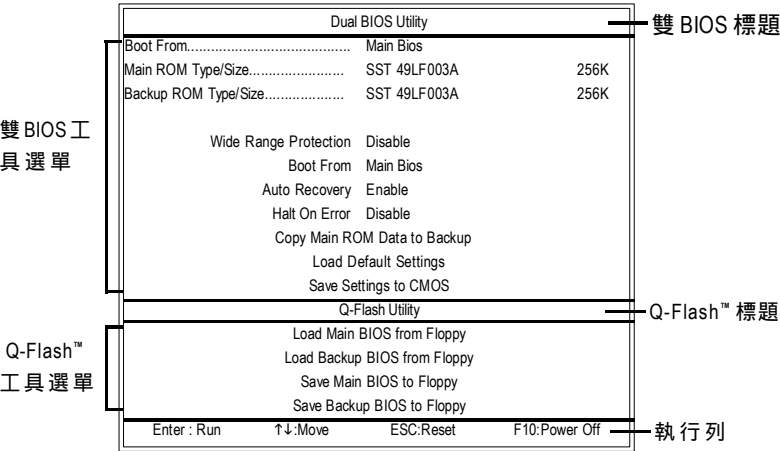 Dual BIOS Utility
雙 BIOS 標題
Boot From....................................... Main Bios
Main ROM Type/Size....................... SST 49LF003A 256K
Backup ROM Type/Size.................... SST 49LF003A 256K
雙 BIOS 工
具選單
Wide Range Protection Disable
Boot From Main Bios
Auto Recovery Enable
Halt On Error Disable
Copy Main ROM Data to Backup
Load Default Settings
Save Settings to CMOS
Q-Flash Utility
Q-Flash™ 標題
Q-Flash™
工具選單
Load Main BIOS from Floppy
Load Backup BIOS from Floppy
Save Main BIOS to Floppy
Save Backup BIOS to Floppy
Enter : Run ↑↓:Move ESC:Reset F10:Power Off
執行列